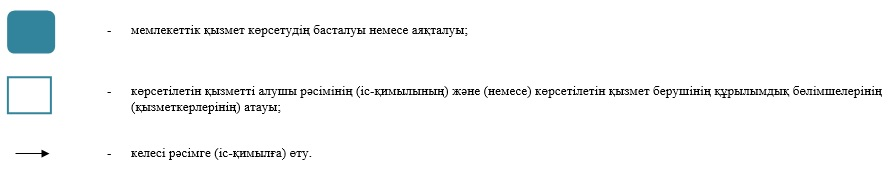 - мемлекеттік қызмет көрсетудің басталуы немесе аяқталуы;
- көрсетілетін қызметті алушы рәсімінің (іс-қимылының) және (немесе) көрсетілетін қызмет берушінің құрылымдық бөлімшелерінің
(қызметкерлерінің) атауы;
- келесі рәсімге (іс-қимылға) өту.